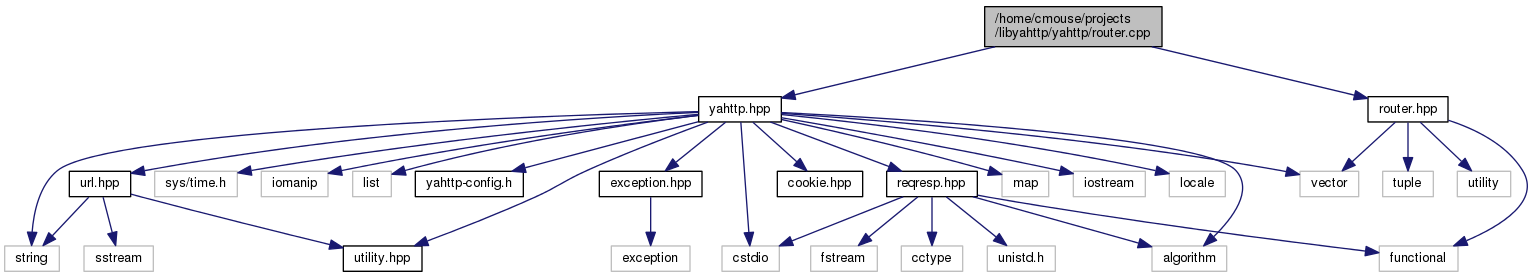 /home/cmouse/projects
/libyahttp/yahttp/router.cpp
yahttp.hpp
router.hpp
url.hpp
sys/time.h
iomanip
list
yahttp-config.h
exception.hpp
cookie.hpp
reqresp.hpp
map
iostream
locale
vector
tuple
utility
string
sstream
utility.hpp
exception
cstdio
fstream
cctype
unistd.h
algorithm
functional